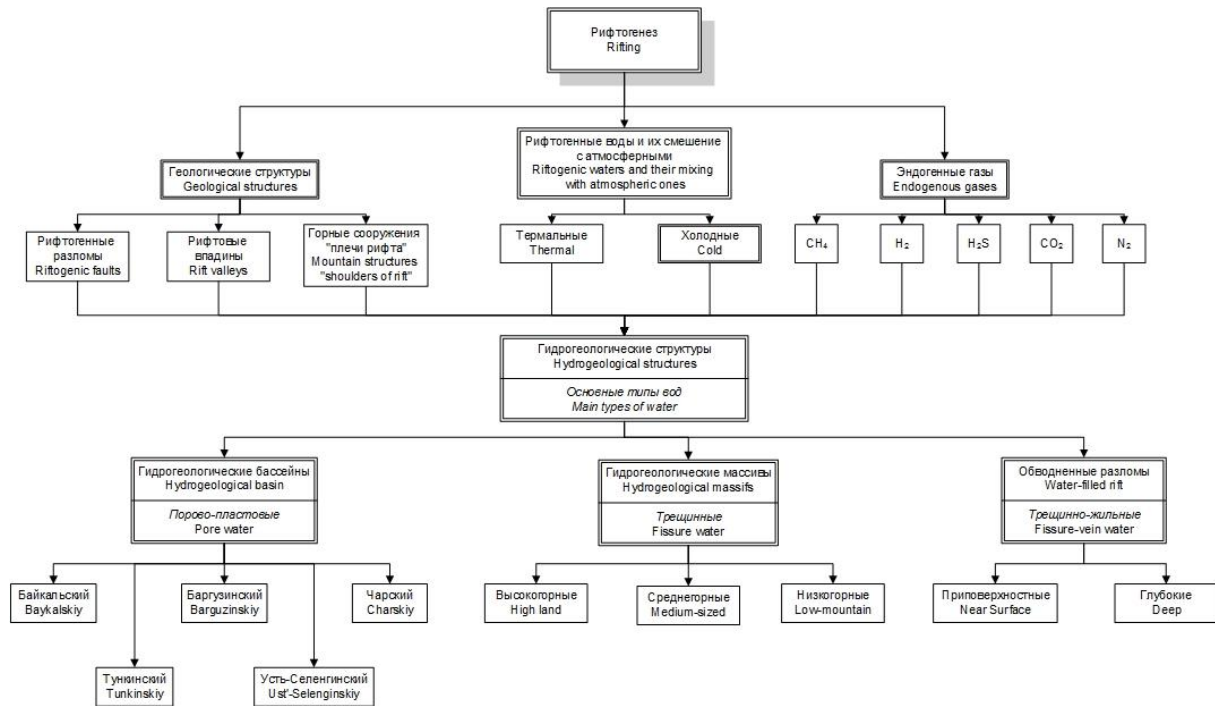 Рифтогенез
Rifting
Рифтогенные воды и их смешение
с атмосферными
Riftogenic waters and their mixing
with atmospheric ones
Геологические структуры
Geological structures
Эндогенные газы
Endogenous gases
Рифтогенные
разломы
Riftogenic faults
Рифтовые
впадины
Rift valleys
Горные сооружения
"плечи рифта"
Mountain structures
"shoulders of rift"
Термальные
Thermal
Холодные
Cold
CH₄
H₂
H₂S
CO₂
N₂
Гидрогеологические структуры
Hydrogeological structures
Основные типы вод
Main types of water
Гидрогеологические бассейны
Hydrogeological basin
Порово-пластовые
Pore water
Гидрогеологические массивы
Hydrogeological massifs
Трещинные
Fissure water
Обводненные разломы
Water-filled rift
Трещинно-жильные
Fissure-vein water
Байкальский
Baykalskiy
Баргузинский
Barguzinskiy
Чарский
Charskiy
Высокогорные
High land
Среднегорные
Medium-sized
Низкогорные
Low-mountain
Приповерхностные
Near Surface
Глубокие
Deep
Тункинский
Tunkinskiy
Усть-Селенгинский
Ust'-Selenginskiy